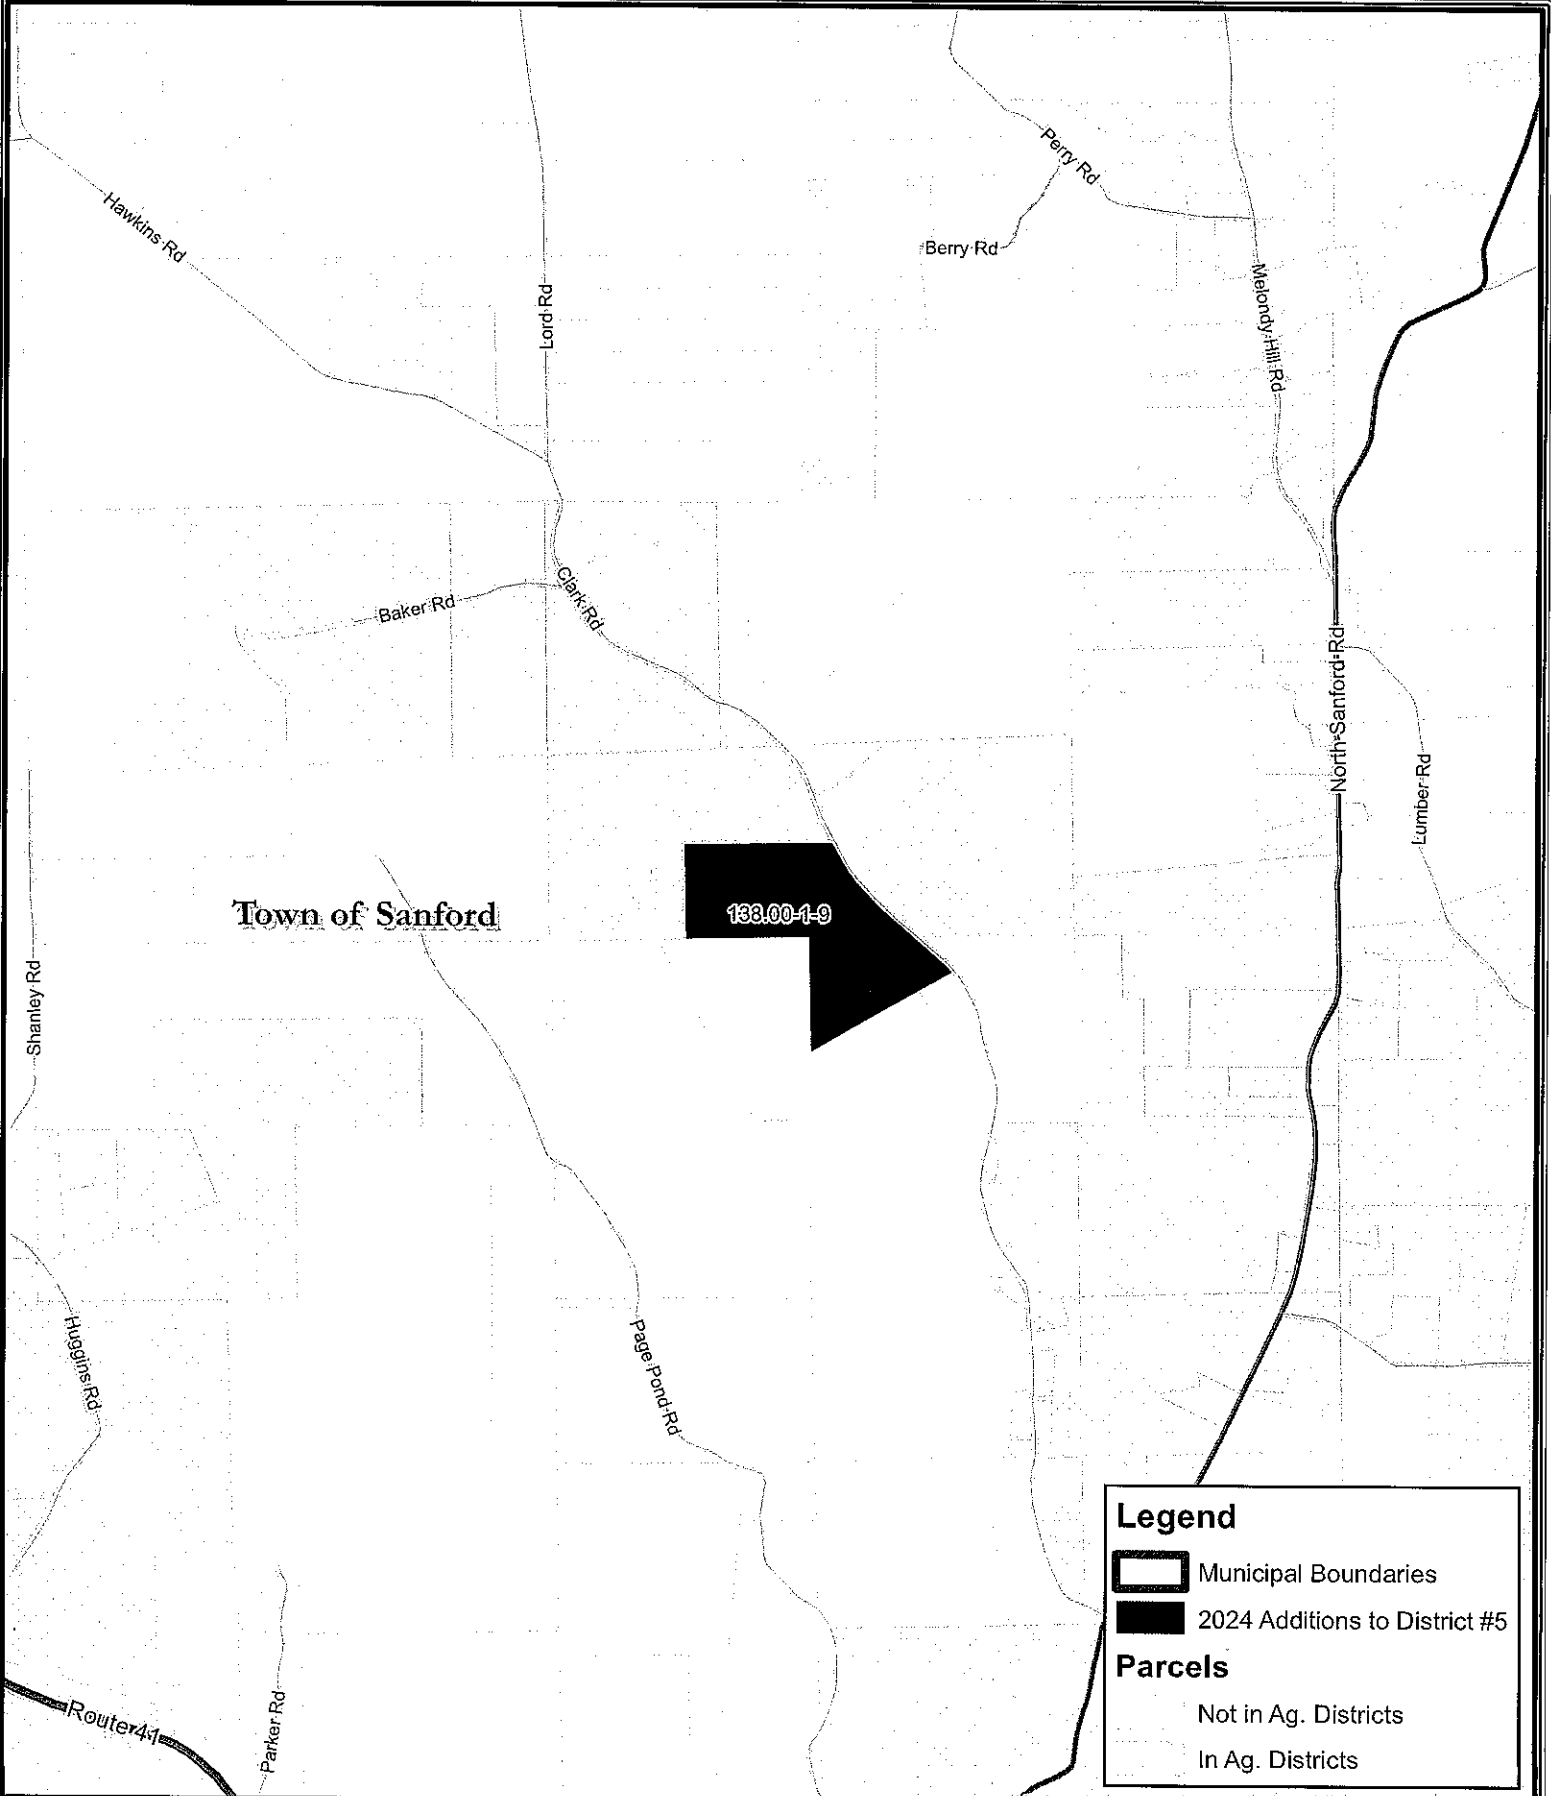 Perry Rd
Hawkins Rd
Berry Rd
Lord Rd
Melondy Hill Rd
Clark Rd
Baker Rd
North Sanford Rd
Lumber Rd
138.00-1-9
Town of Sanford
Shanley Rd
Huggins Rd
Page Pond Rd
Route 41
Parker Rd
Legend
Municipal Boundaries
2024 Additions to District #5
Parcels
Not in Ag. Districts
In Ag. Districts